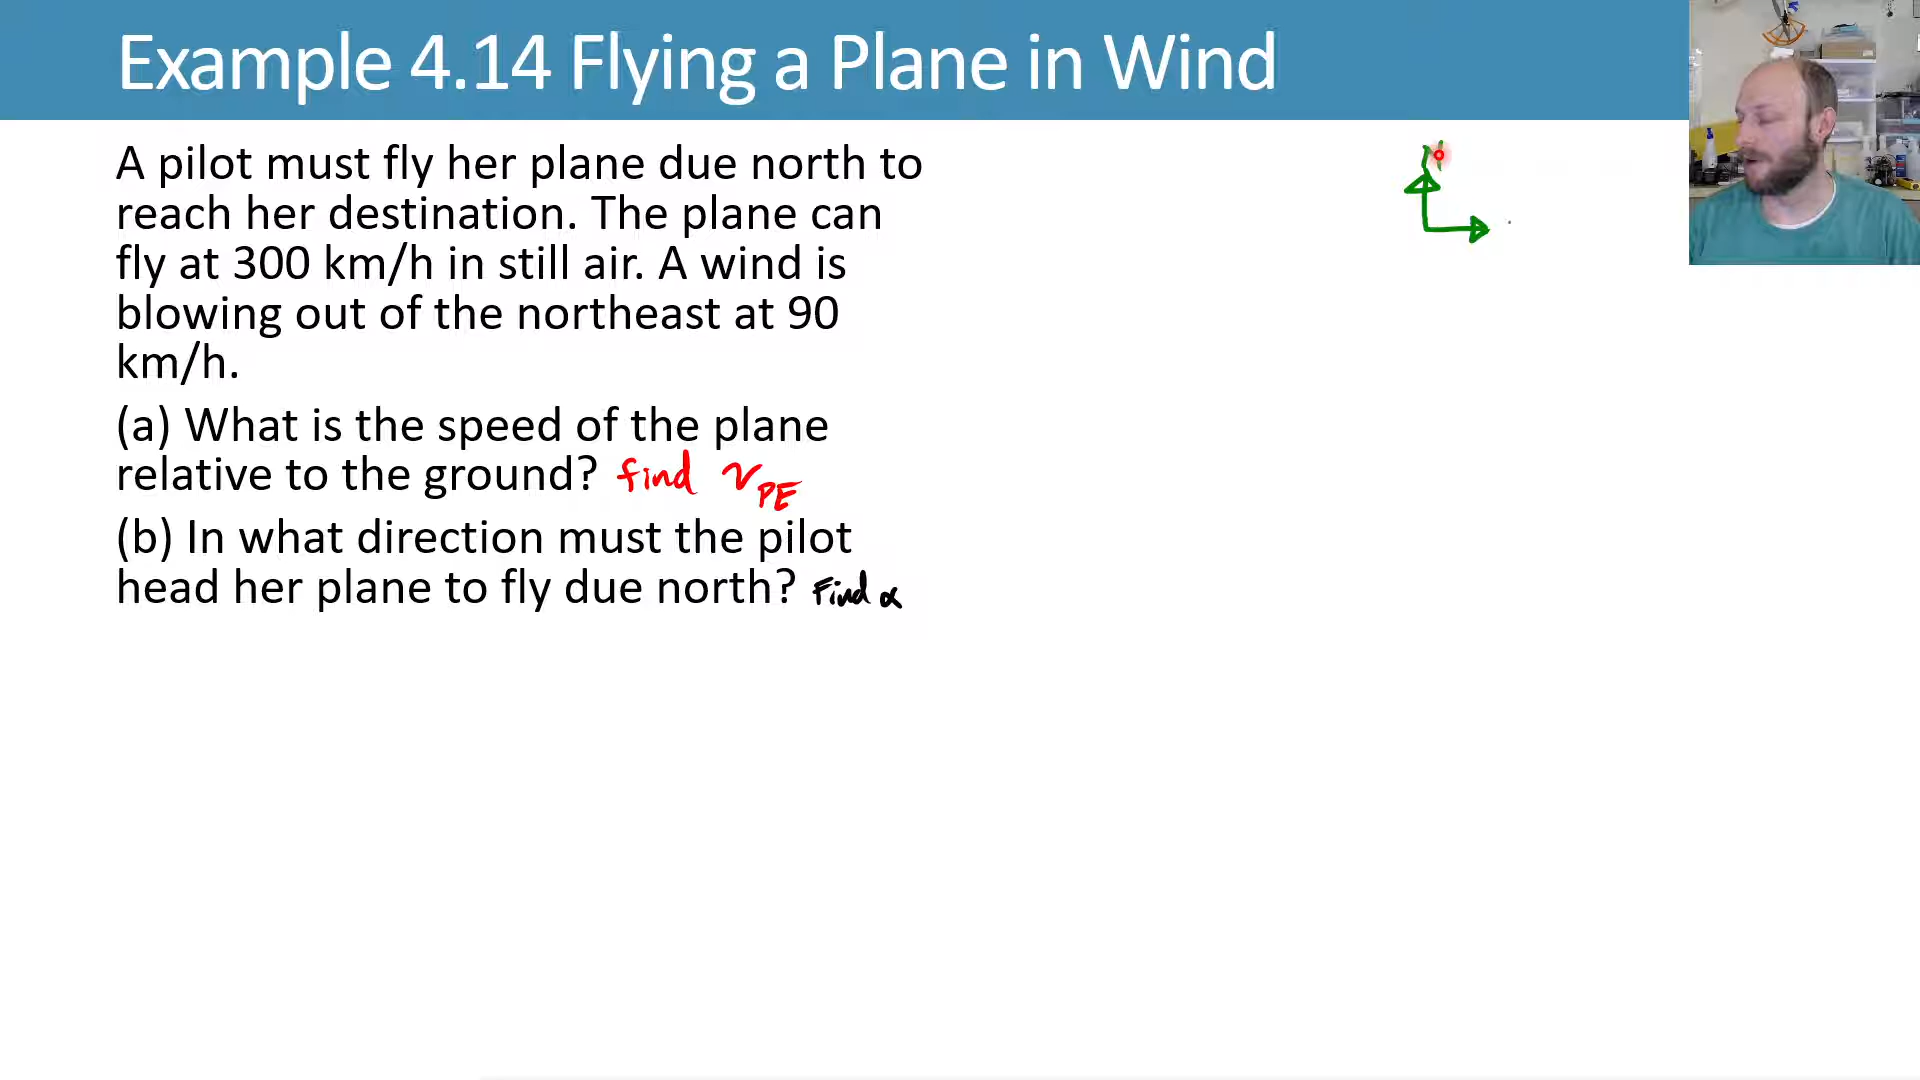 Example 4.14 Flying a Plane in Wind
N
A pilot must fly her plane due north to
reach her destination. The plane can
fly at 300 km/h in still air. A wind is
blowing out of the northeast at 90
km/h.
(a) What is the speed of the plane
relative to the ground? find v_PE
(b) In what direction must the pilot
head her plane to fly due north? Find α